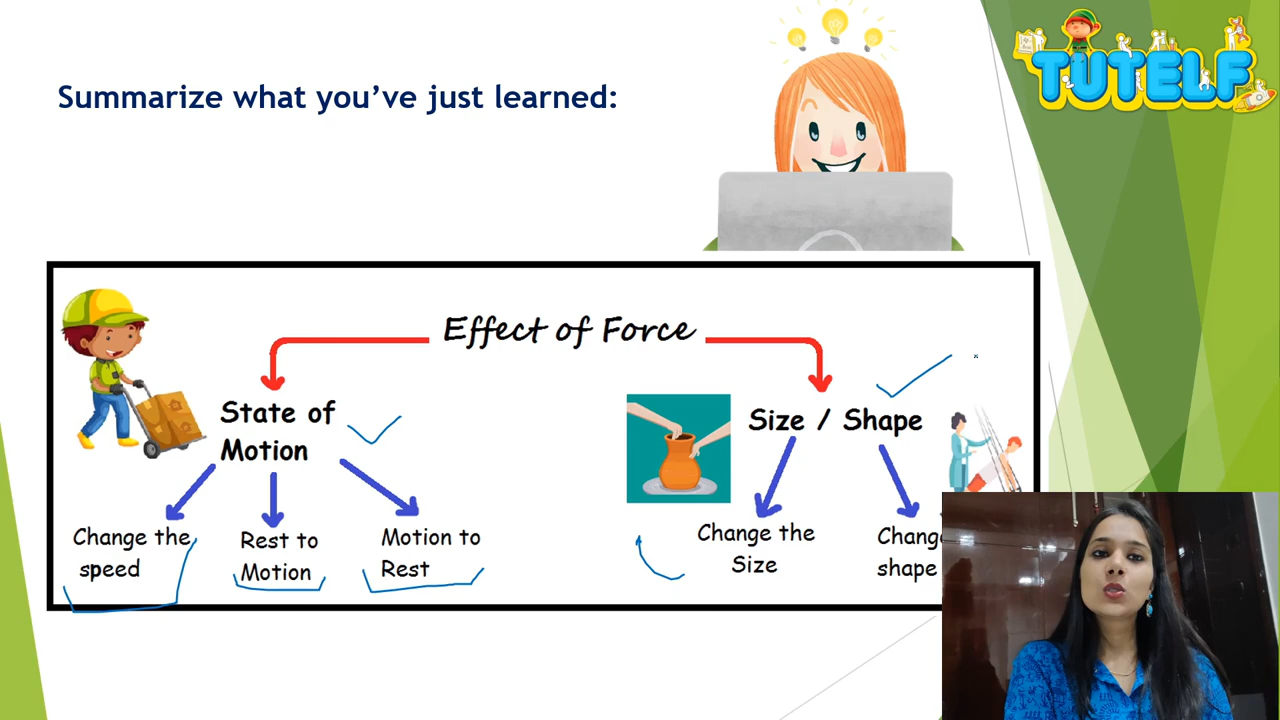 Summarize what you've just learned:
TUTELF
Effect of Force
State of
Motion
Size / Shape
Change the
speed
Rest to
Motion
Motion to
Rest
Change the
Size
shape